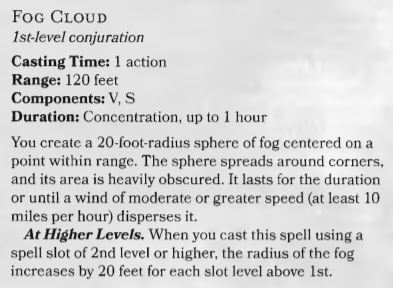 FOG CLOUD
1st-level conjuration
Casting Time: 1 action
Range: 120 feet
Components: V, S
Duration: Concentration, up to 1 hour
You create a 20-foot-radius sphere of fog centered on a
point within range. The sphere spreads around corners,
and its area is heavily obscured. It lasts for the duration
or until a wind of moderate or greater speed (at least 10
miles per hour) disperses it.
At Higher Levels. When you cast this spell using a
spell slot of 2nd level or higher, the radius of the fog
increases by 20 feet for each slot level above 1st.